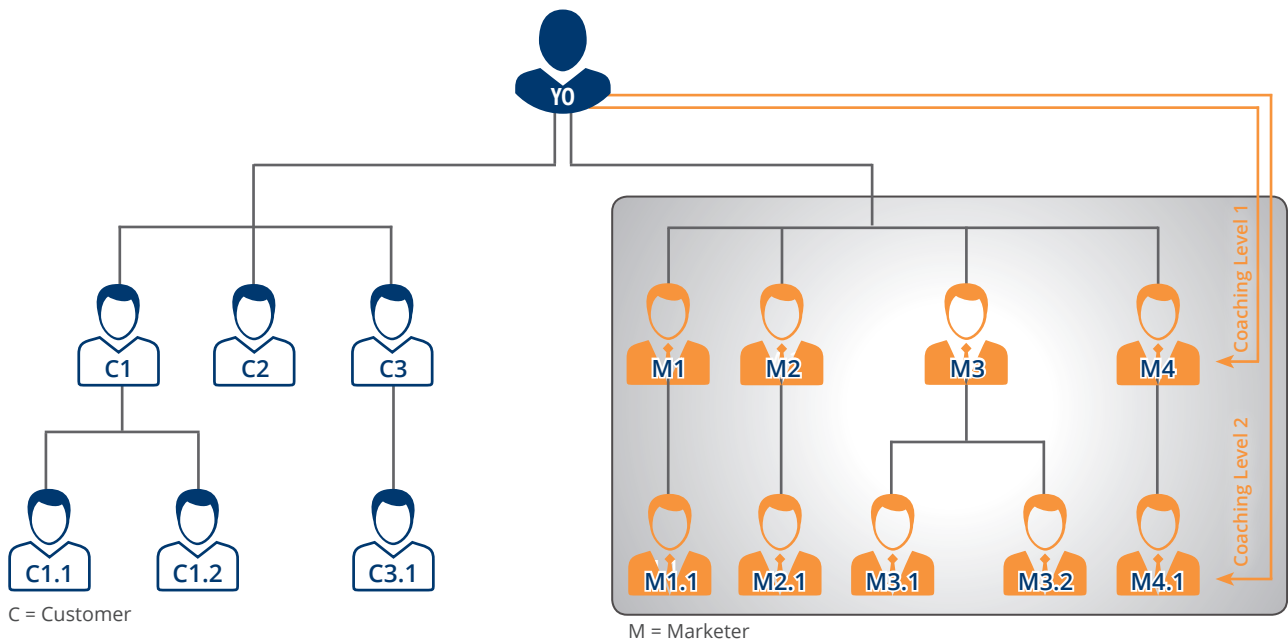 YO
Coaching Level 1
C1
C2
C3
M1
M2
M3
M4
Coaching Level 2
C1.1
C1.2
C3.1
M1.1
M2.1
M3.1
M3.2
M4.1
C = Customer
M = Marketer